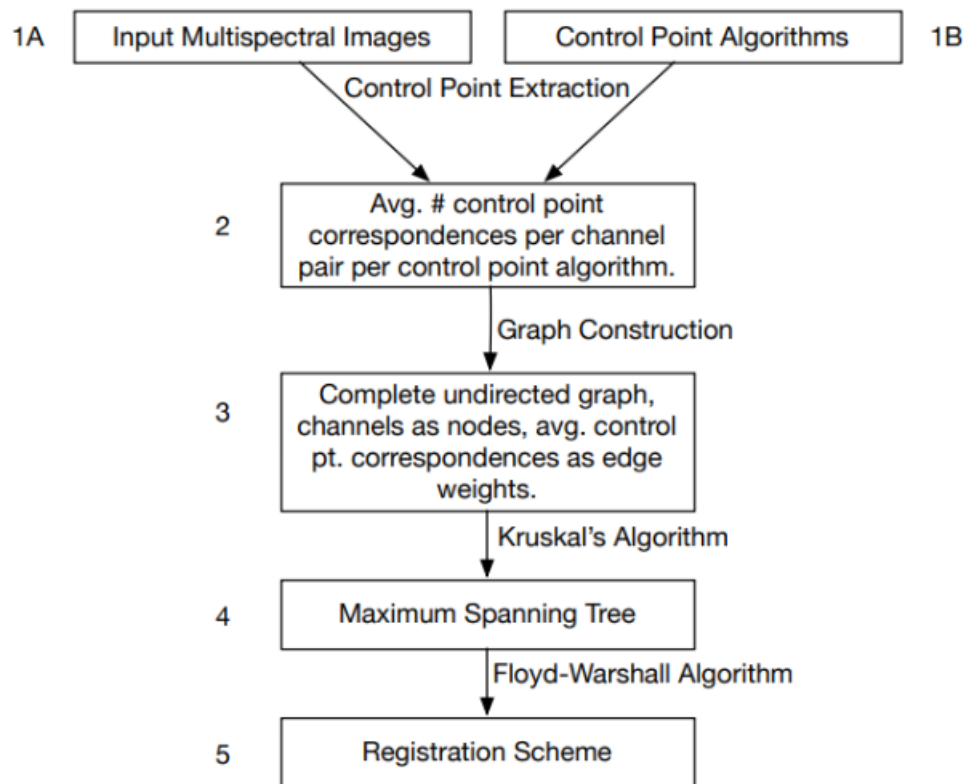 1A
Input Multispectral Images
Control Point Algorithms
1B
Control Point Extraction
2
Avg. # control point
correspondences per channel
pair per control point algorithm.
Graph Construction
3
Complete undirected graph,
channels as nodes, avg. control
pt. correspondences as edge
weights.
Kruskal's Algorithm
4
Maximum Spanning Tree
Floyd-Warshall Algorithm
5
Registration Scheme